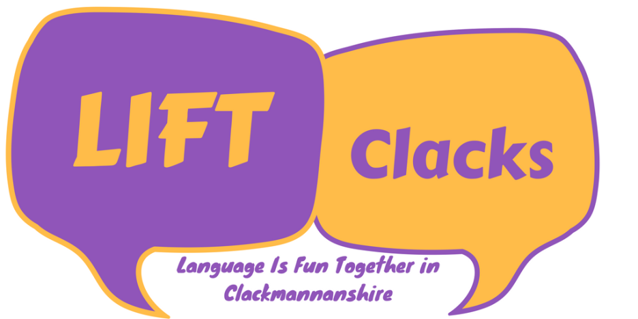 LIFT
Clacks
Language Is Fun Together in
Clackmannanshire